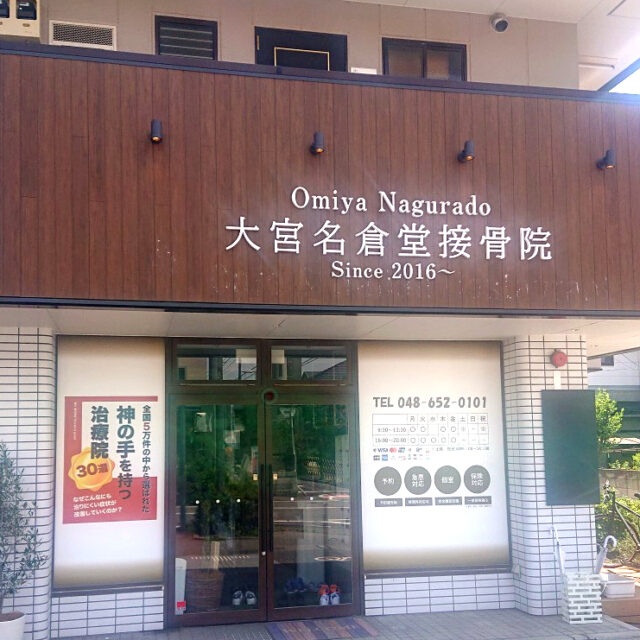 Omiya Nagurado
大宮名倉堂接骨院
Since 2016～
全国5万件の中から選ばれた
神の手を持つ
治療院
30選
なぜこんなにも
治りにくい症状が
改善していくのか?
TEL 048-652-0101
月 火 水 木 金 土 日 祝
VISA
予約
急患対応
個室
保険対応